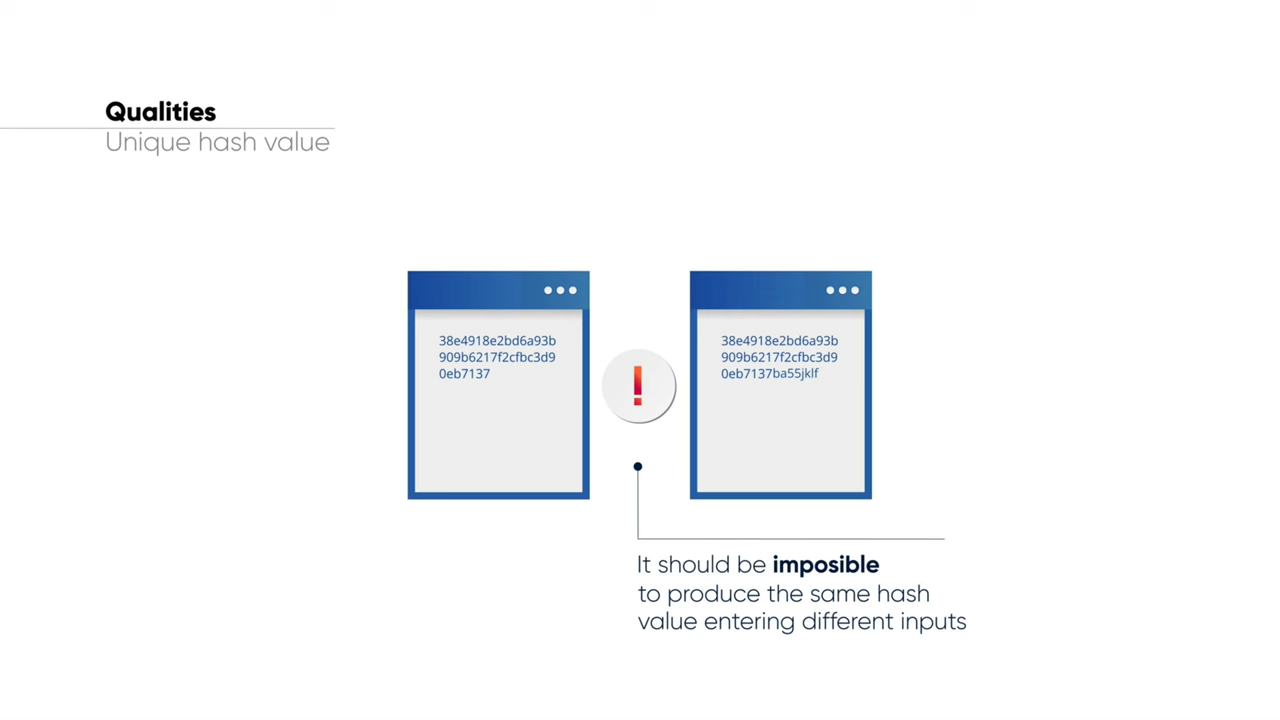 Qualities
Unique hash value
38e4918e2bd6a93b
909b6217f2cfbc3d9
0eb7137
38e4918e2bd6a93b
909b6217f2cfbc3d9
0eb7137ba55jklf
!
It should be imposible
to produce the same hash
value entering different inputs